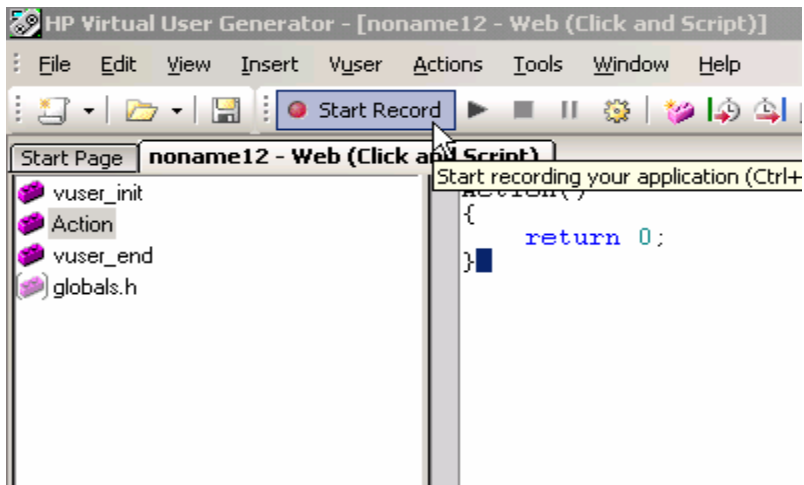 HP Virtual User Generator - [noname12 - Web (Click and Script)]
File Edit View Insert Vuser Actions Tools Window Help
Start Record
Start Page noname12 - Web (Click and Script)
Start recording your application (Ctrl+
vuser_init
Action()
Action
{
return 0;
vuser_end
}
globals.h